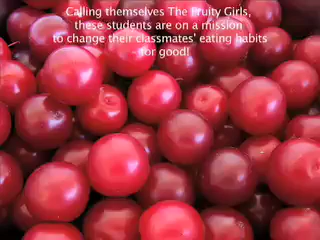 Calling themselves The Fruity Girls,
these students are on a mission
to change their classmates' eating habits
- for good!